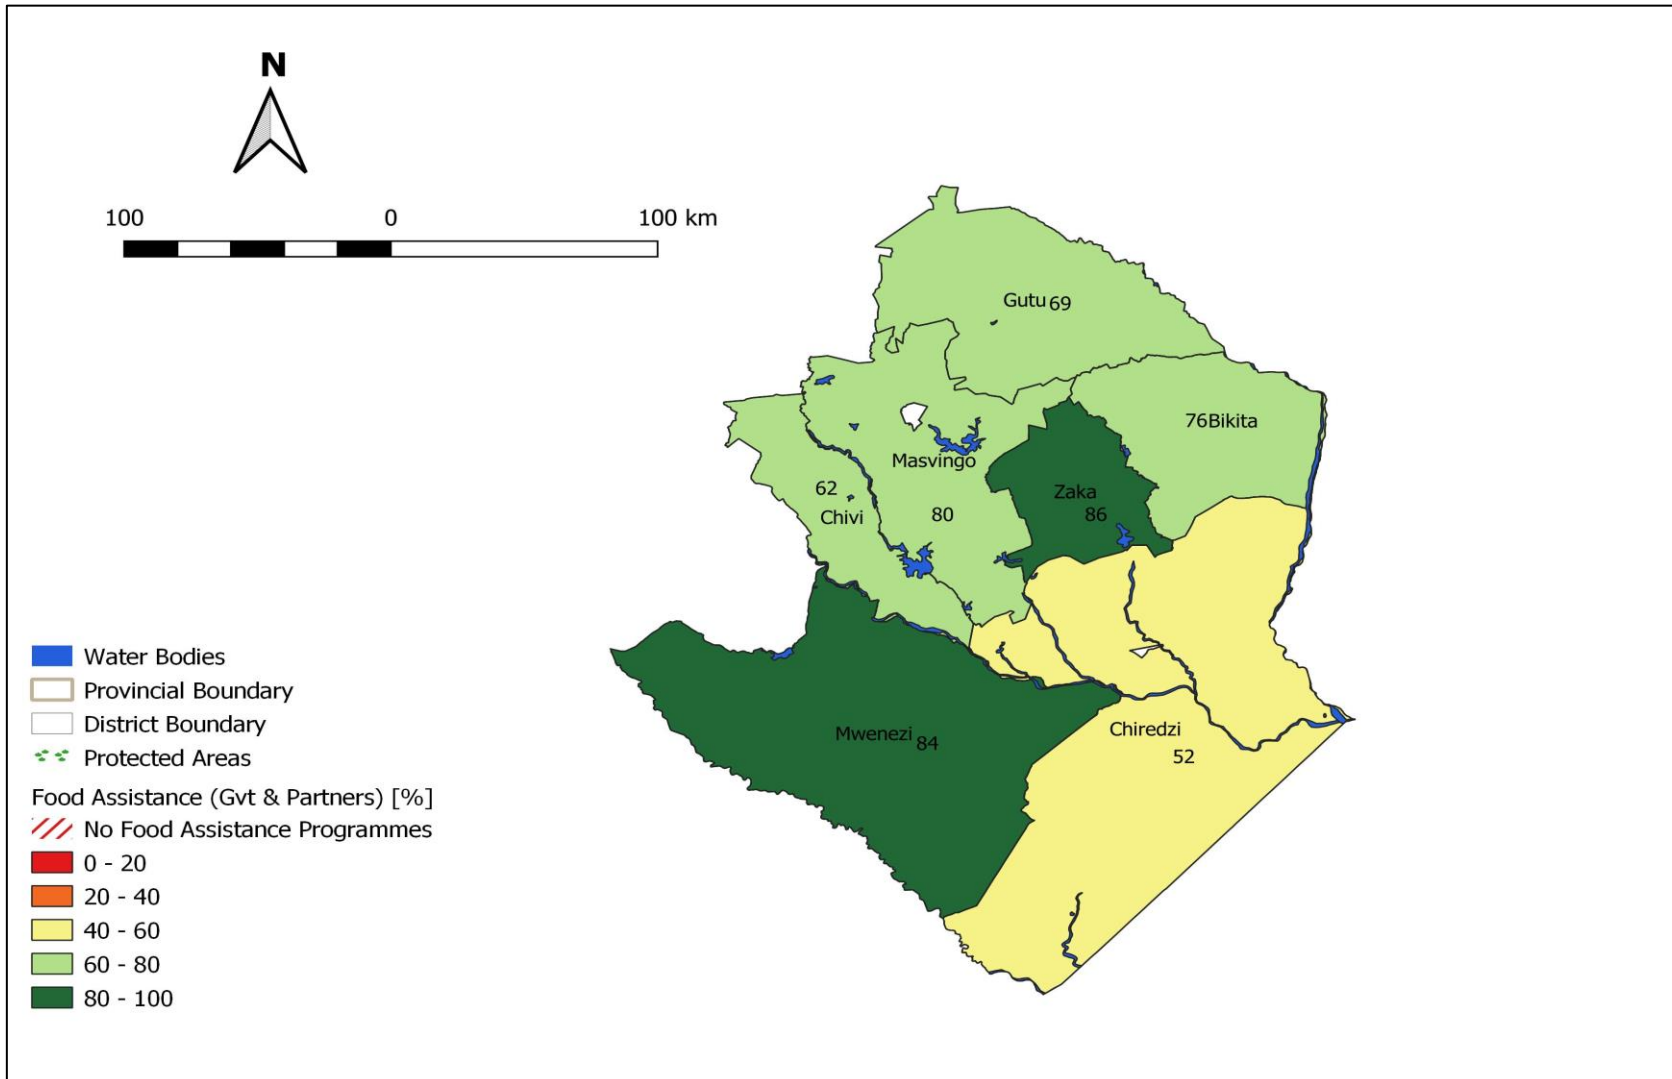 N
100 0 100 km
Gutu 69
76 Bikita
Masvingo
62
Chivi
80
Zaka
86
Mwenezi 84
Chiredzi
52
Water Bodies
Provincial Boundary
District Boundary
Protected Areas
Food Assistance (Gvt & Partners) [%]
No Food Assistance Programmes
0 - 20
20 - 40
40 - 60
60 - 80
80 - 100